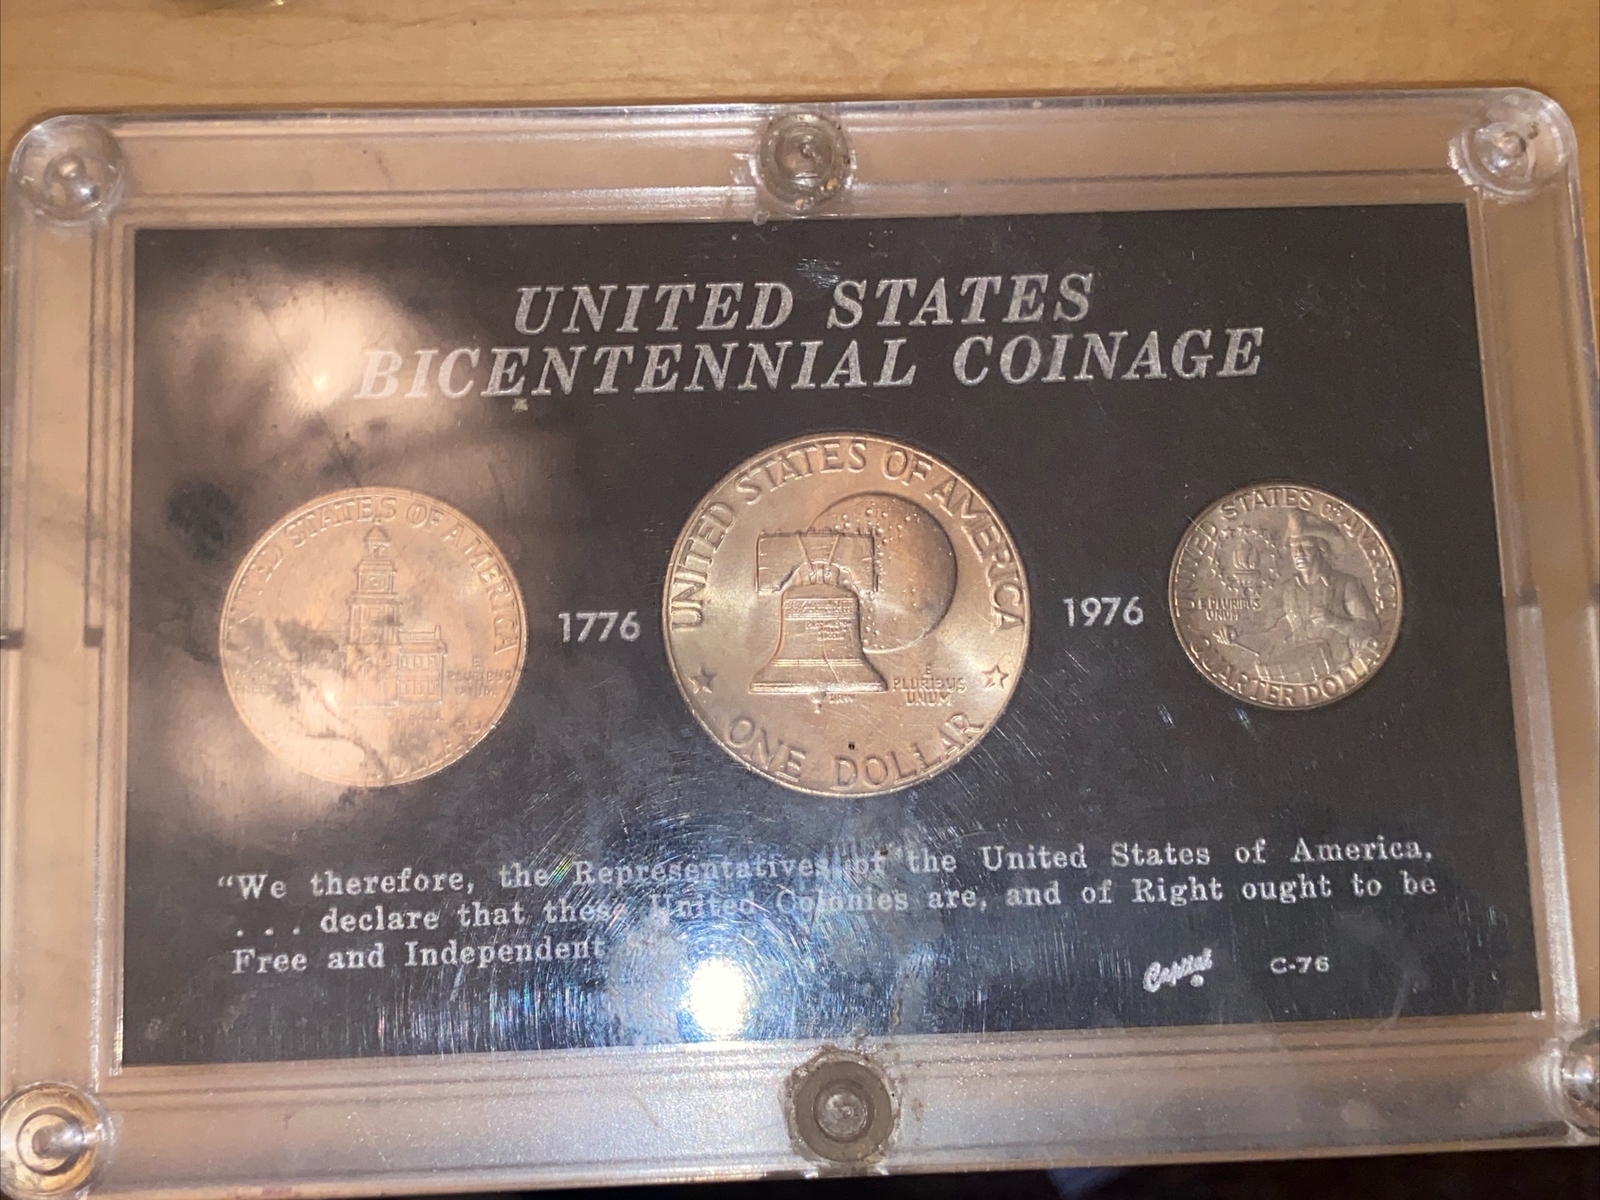 UNITED STATES
BICENTENNIAL COINAGE
UNITED STATES OF AMERICA
E
PLURIBUS
1776
UNITED STATES OF AMERICA
E
PLURIBUS
UNUM
ONE DOLLAR
1976
UNITED STATES OF AMERICA
E PLURIBUS
UNUM
QUARTER DOLLAR
“We therefore, the Representatives of the United States of America,
. . . declare that these United Colonies are, and of Right ought to be
Free and Independent
Capital C-76